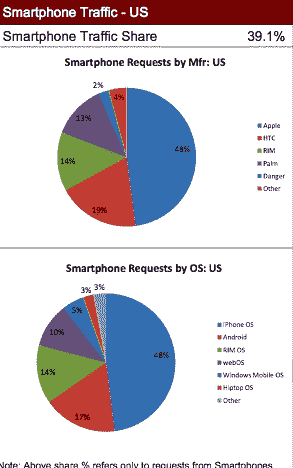 Smartphone Traffic - US
Smartphone Traffic Share 39.1%
Smartphone Requests by Mfr: US
2%
4%
13%
48%
14%
19%
Apple
HTC
RIM
Palm
Danger
Other
Smartphone Requests by OS: US
3%
3%
5%
10%
48%
14%
17%
iPhone OS
Android
RIM OS
webOS
Windows Mobile OS
Hiptop OS
Other
Note: Above share % refers only to requests from Smartphones